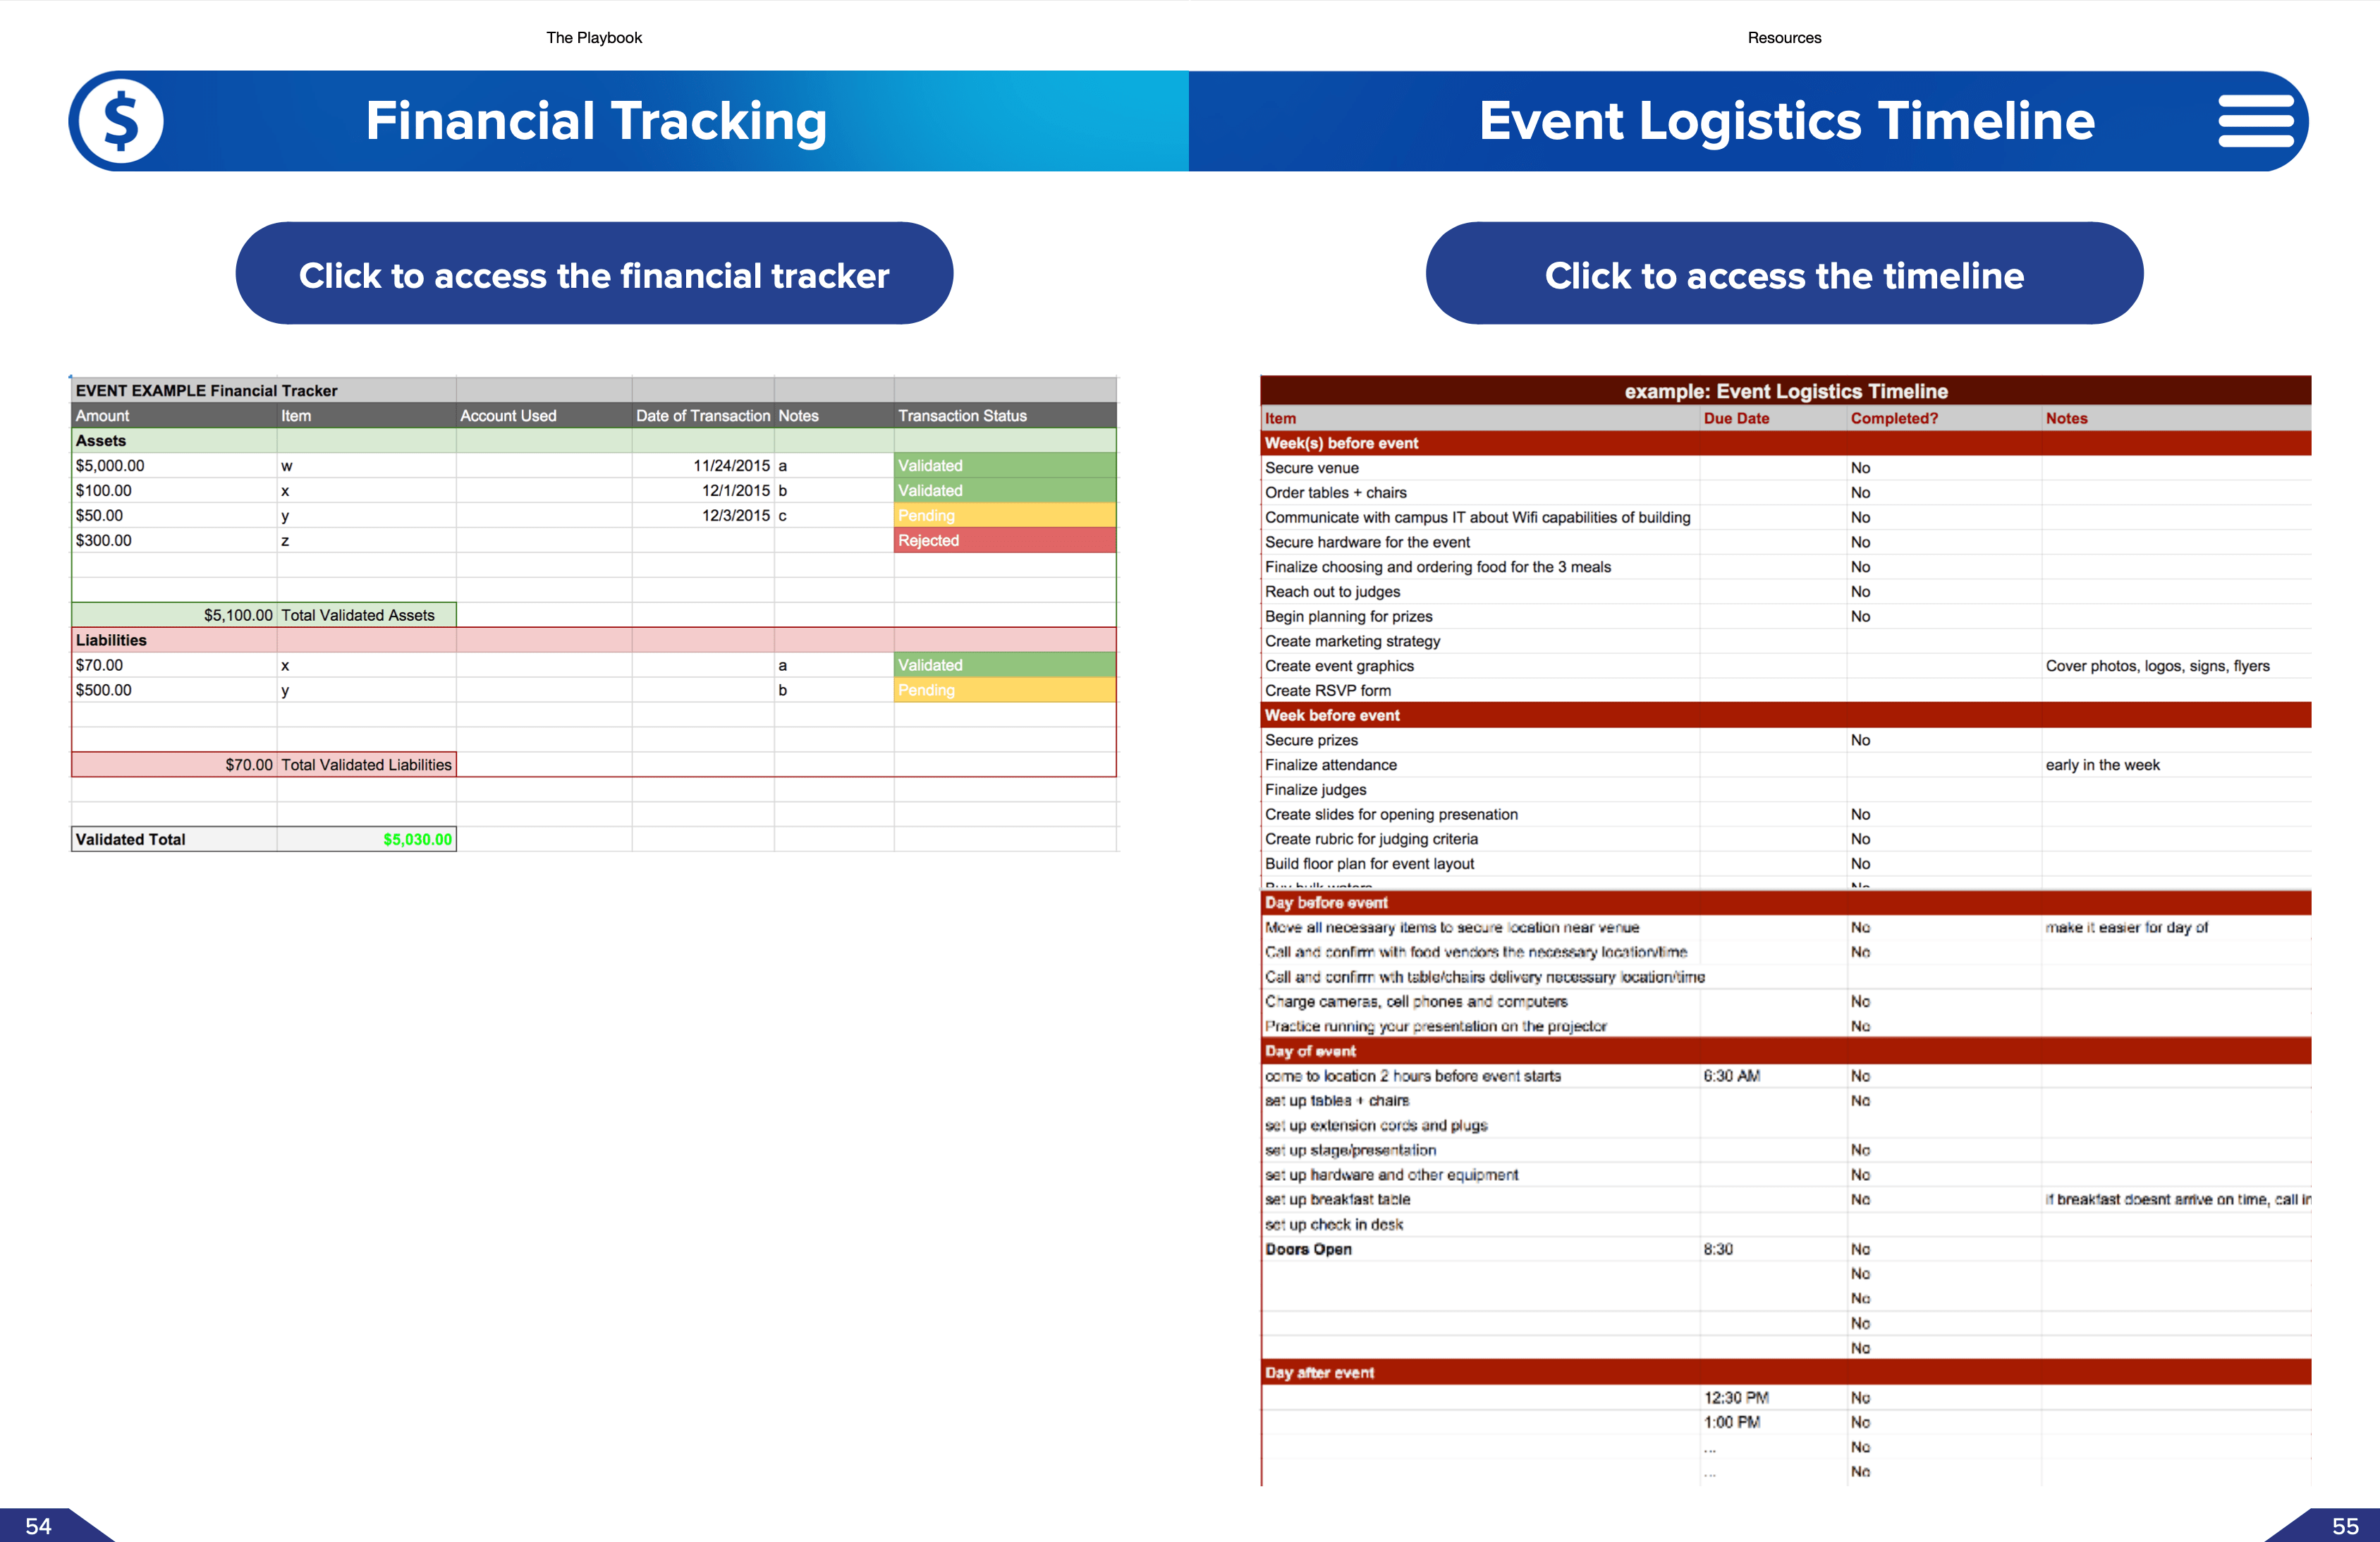 The Playbook
Financial Tracking
Click to access the financial tracker
EVENT EXAMPLE Financial Tracker
Amount Item Account Used Date of Transaction Notes Transaction Status
Assets
$5,000.00 w 11/24/2015 a Validated
$100.00 x 12/1/2015 b Validated
$50.00 y 12/3/2015 c Pending
$300.00 z Rejected
$5,100.00 Total Validated Assets
Liabilities
$70.00 x a Validated
$500.00 y b Pending
$70.00 Total Validated Liabilities
Validated Total $5,030.00
54
Resources
Event Logistics Timeline
Click to access the timeline
example: Event Logistics Timeline
Item Due Date Completed? Notes
Week(s) before event
Secure venue No
Order tables + chairs No
Communicate with campus IT about Wifi capabilities of building No
Secure hardware for the event No
Finalize choosing and ordering food for the 3 meals No
Reach out to judges No
Begin planning for prizes No
Create marketing strategy
Create event graphics Cover photos, logos, signs, flyers
Create RSVP form
Week before event
Secure prizes No
Finalize attendance early in the week
Finalize judges
Create slides for opening presenation No
Create rubric for judging criteria No
Build floor plan for event layout No
Buy bulk waters No
Day before event
Move all necessary items to secure location near venue No make it easier for day of
Call and confirm with food vendors the necessary location/time No
Call and confirm wth table/chairs delivery necessary location/time
Charge cameras, cell phones and computers No
Practice running your presentation on the projector No
Day of event
come to location 2 hours before event starts 6:30 AM No
set up tables + chairs No
set up extension cords and plugs
set up stage/presentation No
set up hardware and other equipment No
set up breakfast table No if breakfast doesnt arrive on time, call in
set up check in desk
Doors Open 8:30 No
No
No
No
No
Day after event
12:30 PM No
1:00 PM No
... No
... No
55